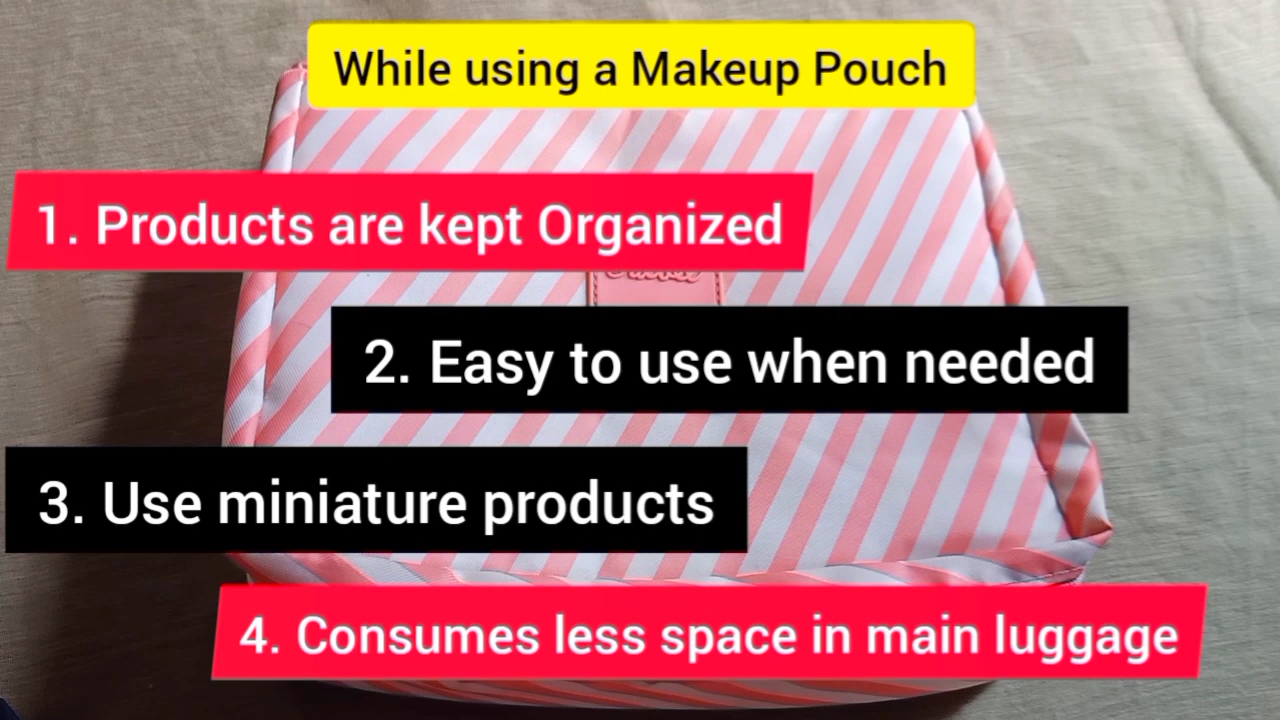 While using a Makeup Pouch
1. Products are kept Organized
2. Easy to use when needed
3. Use miniature products
4. Consumes less space in main luggage